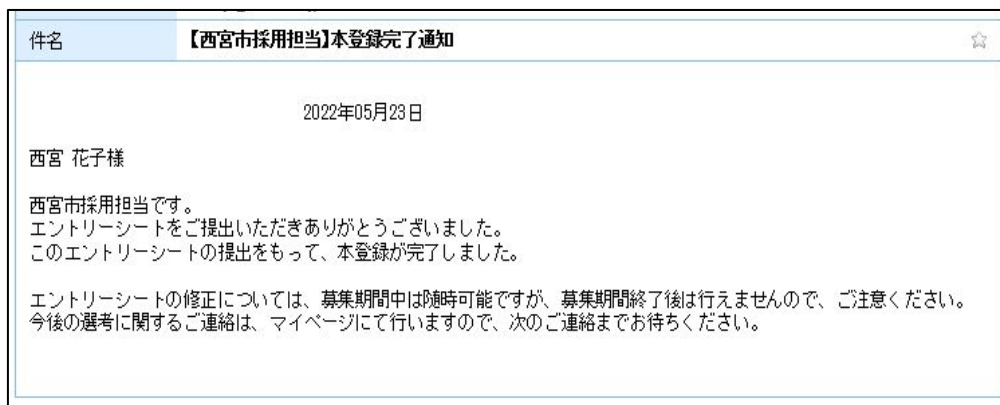 件名 【西宮市採用担当】本登録完了通知
2022年05月23日
西宮 花子様
西宮市採用担当です。
エントリーシートをご提出いただきありがとうございました。
このエントリーシートの提出をもって、本登録が完了しました。
エントリーシートの修正については、募集期間中は随時可能ですが、募集期間終了後は行えませんので、ご注意ください。
今後の選考に関するご連絡は、マイページにて行いますので、次のご連絡までお待ちください。